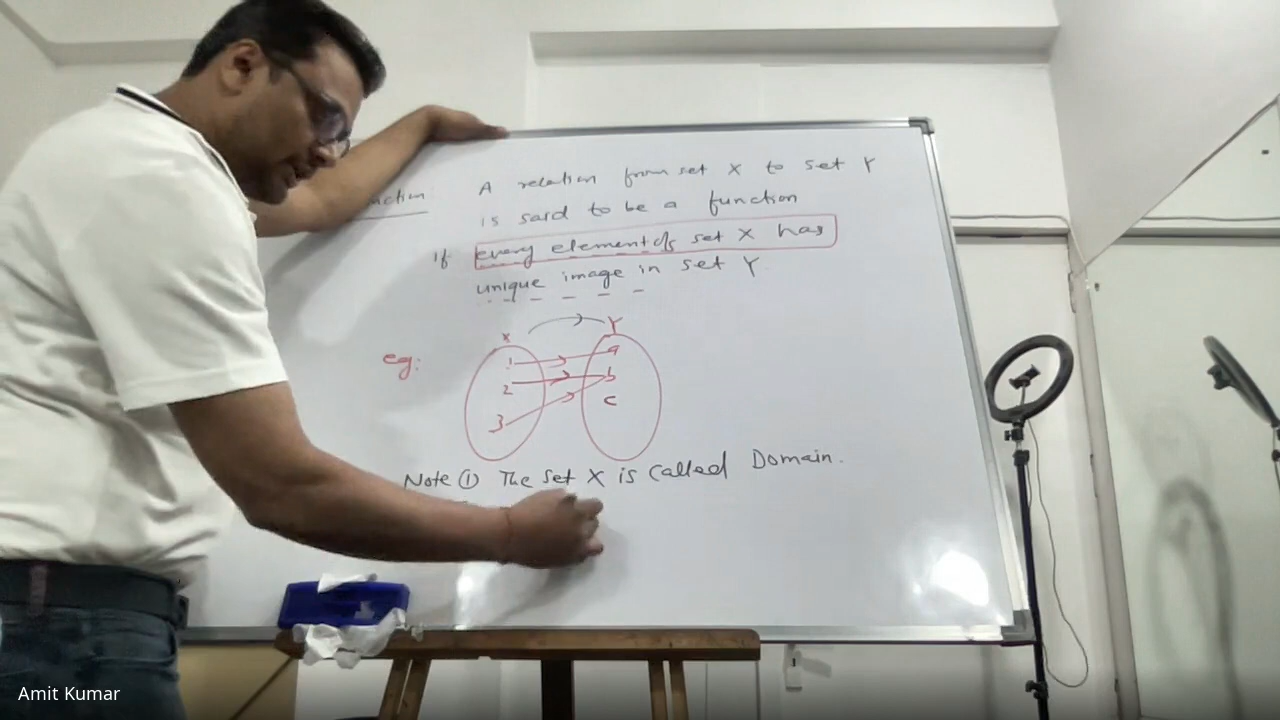 A relation from set X to set Y
is said to be a function
if every element of set X has
unique image in set Y
X Y
eg:
1 a
2 b
3 c
Note ① The set X is called Domain.
Amit Kumar